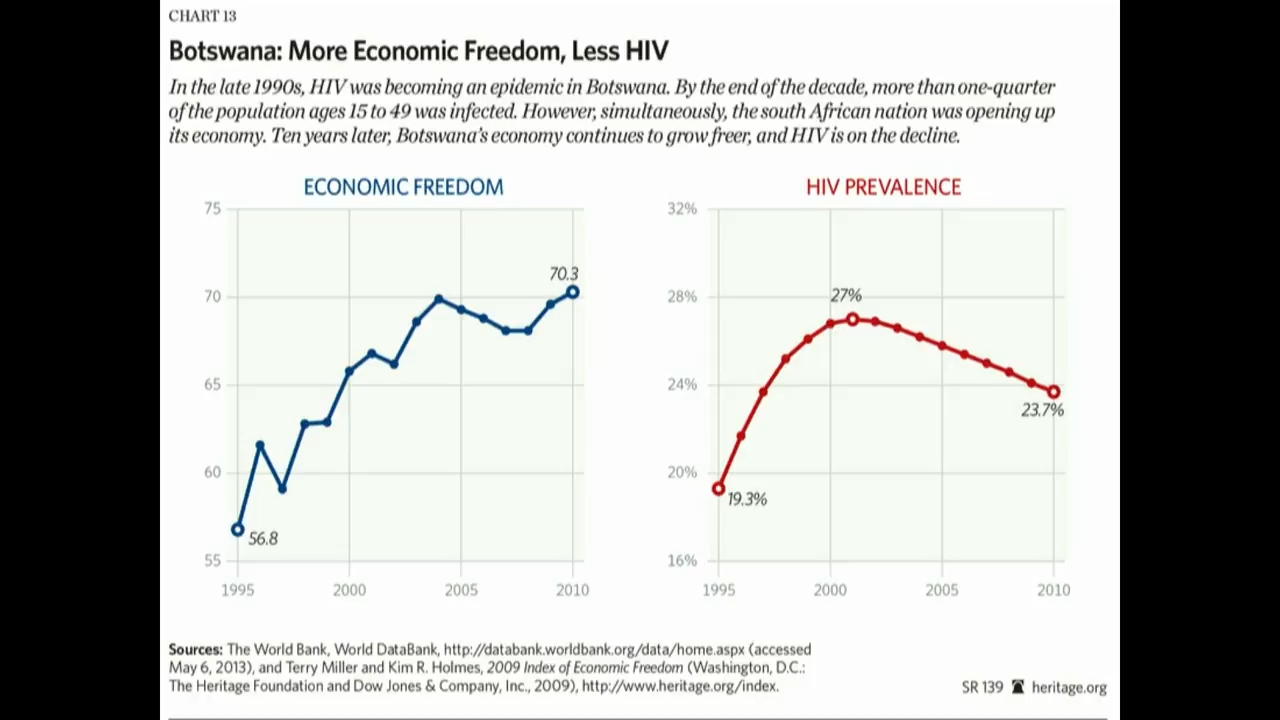 CHART 13
Botswana: More Economic Freedom, Less HIV
In the late 1990s, HIV was becoming an epidemic in Botswana. By the end of the decade, more than one-quarter
of the population ages 15 to 49 was infected. However, simultaneously, the south African nation was opening up
its economy. Ten years later, Botswana's economy continues to grow freer, and HIV is on the decline.
ECONOMIC FREEDOM
75
70
65
60
55
70.3
56.8
1995 2000 2005 2010
HIV PREVALENCE
32%
28%
24%
20%
16%
27%
23.7%
19.3%
1995 2000 2005 2010
Sources: The World Bank, World DataBank, http://databank.worldbank.org/data/home.aspx (accessed
May 6, 2013), and Terry Miller and Kim R. Holmes, 2009 Index of Economic Freedom (Washington, D.C.:
The Heritage Foundation and Dow Jones & Company, Inc., 2009), http://www.heritage.org/index.
SR 139 heritage.org